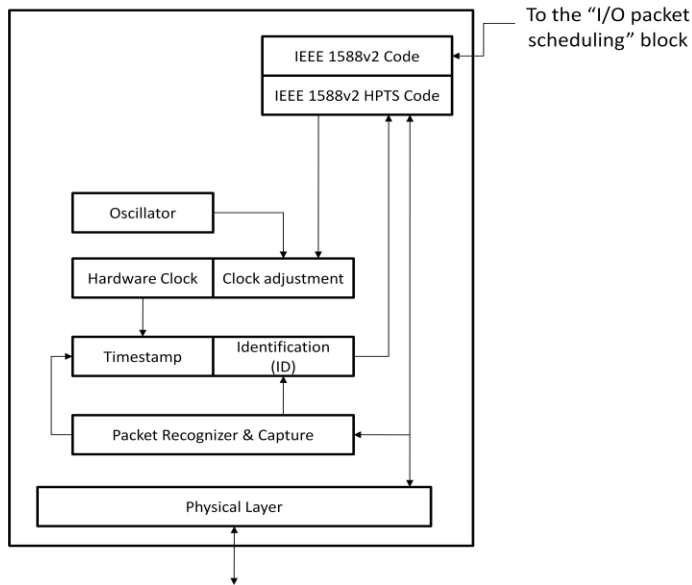 To the “I/O packet
scheduling” block
IEEE 1588v2 Code
IEEE 1588v2 HPTS Code
Oscillator
Hardware Clock
Clock adjustment
Timestamp
Identification
(ID)
Packet Recognizer & Capture
Physical Layer